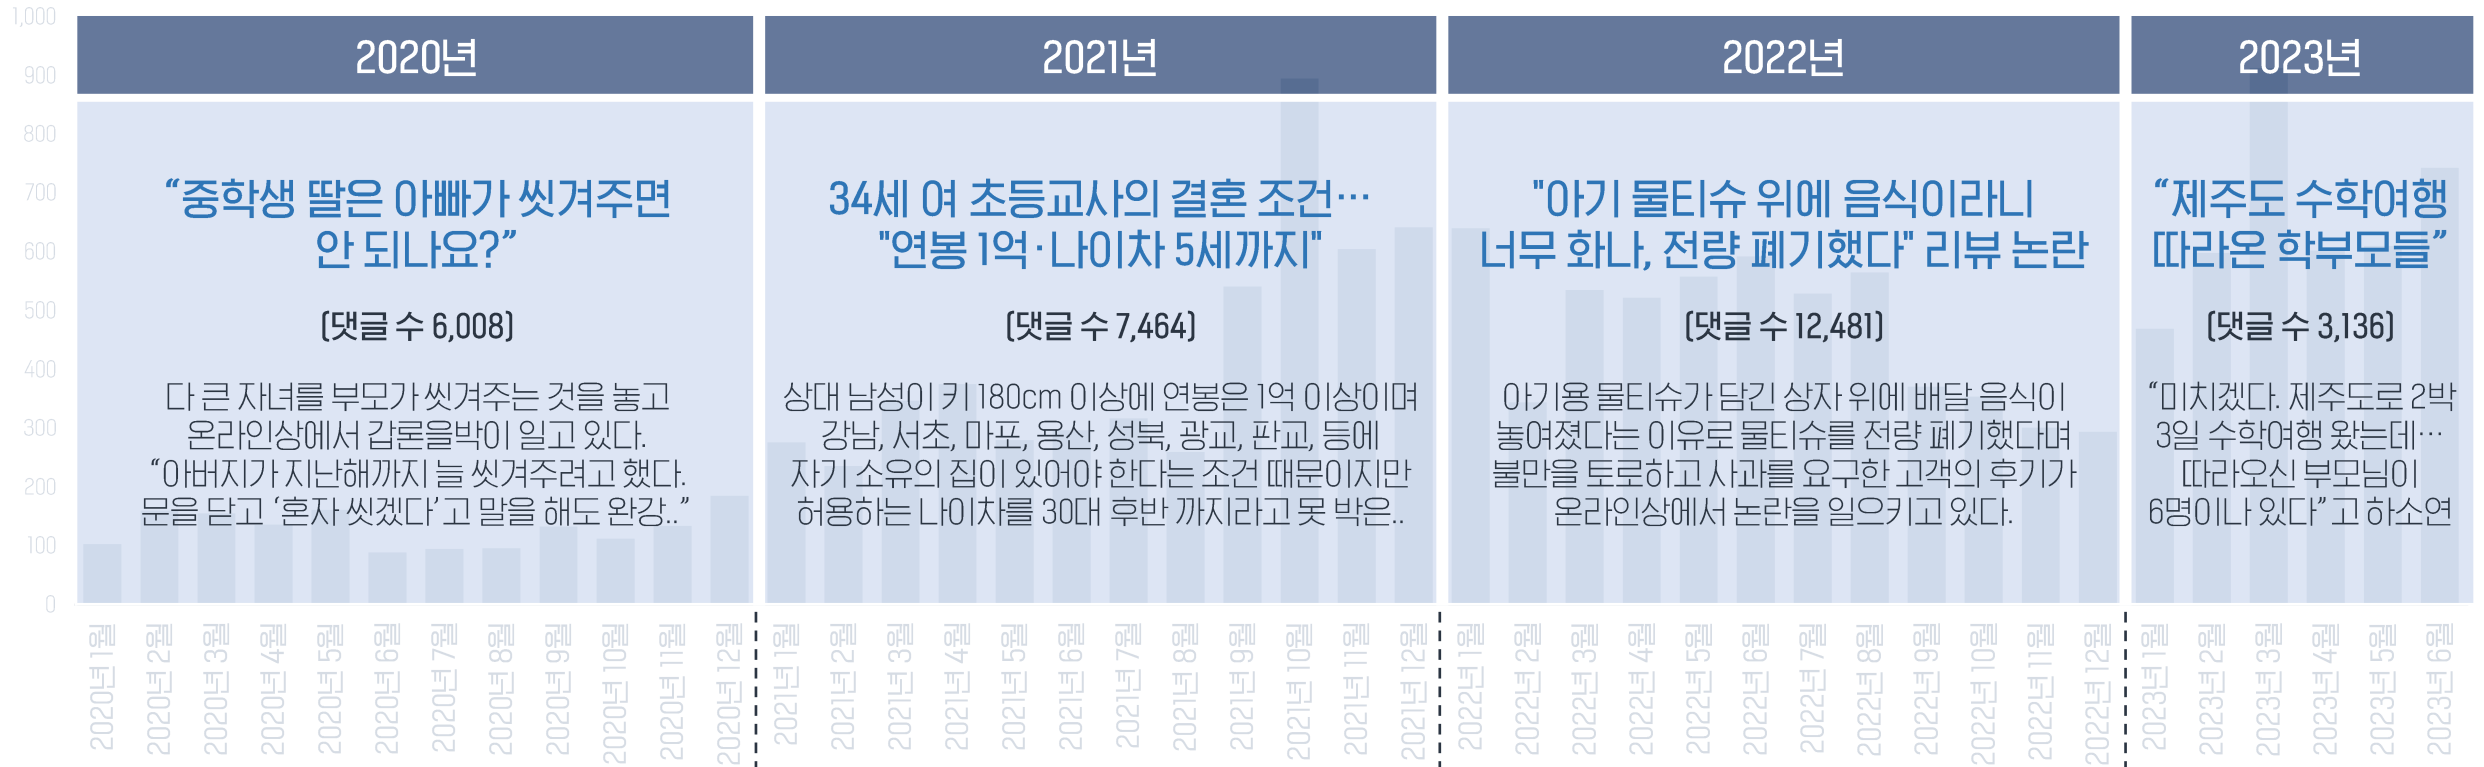 1,000
900
800
700
600
500
400
300
200
100
0
2020년
“중학생 딸은 아빠가 씻겨주면
안 되나요?”
(댓글 수 6,008)
다 큰 자녀를 부모가 씻겨주는 것을 놓고
온라인상에서 갑론을박이 일고 있다.
“아버지가 지난해까지 늘 씻겨주려고 했다.
문을 닫고 ‘혼자 씻겠다’고 말을 해도 완강..”
2021년
34세 여 초등교사의 결혼 조건…
"연봉 1억·나이차 5세까지"
(댓글 수 7,464)
상대 남성이 키 180cm 이상에 연봉은 1억 이상이며
강남, 서초, 마포, 용산, 성북, 광교, 판교, 등에
자기 소유의 집이 있어야 한다는 조건 때문이지만
허용하는 나이차를 30대 후반 까지라고 못 박은..
2022년
"아기 물티슈 위에 음식이라니
너무 화나, 전량 폐기했다" 리뷰 논란
(댓글 수 12,481)
아기용 물티슈가 담긴 상자 위에 배달 음식이
놓여졌다는 이유로 물티슈를 전량 폐기했다며
불만을 토로하고 사과를 요구한 고객의 후기가
온라인상에서 논란을 일으키고 있다.
2023년
“제주도 수학여행
따라온 학부모들”
(댓글 수 3,136)
“미치겠다. 제주도로 2박
3일 수학여행 왔는데…
따라오신 부모님이
6명이나 있다”고 하소연
2020년 1월
2020년 2월
2020년 3월
2020년 4월
2020년 5월
2020년 6월
2020년 7월
2020년 8월
2020년 9월
2020년 10월
2020년 11월
2020년 12월
2021년 1월
2021년 2월
2021년 3월
2021년 4월
2021년 5월
2021년 6월
2021년 7월
2021년 8월
2021년 9월
2021년 10월
2021년 11월
2021년 12월
2022년 1월
2022년 2월
2022년 3월
2022년 4월
2022년 5월
2022년 6월
2022년 7월
2022년 8월
2022년 9월
2022년 10월
2022년 11월
2022년 12월
2023년 1월
2023년 2월
2023년 3월
2023년 4월
2023년 5월
2023년 6월